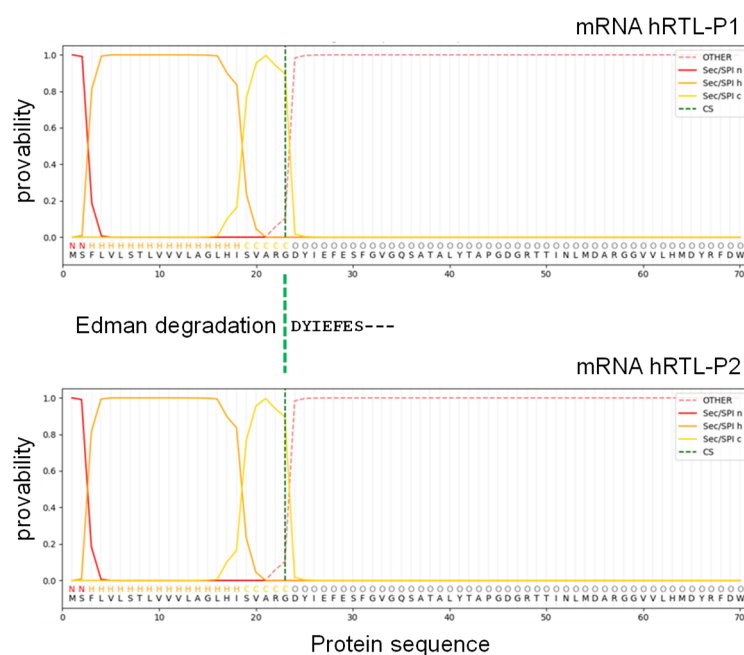 mRNA hRTL-P1
OTHER
Sec/SPI n
Sec/SPI h
Sec/SPI c
CS
provability
1.0
0.8
0.6
0.4
0.2
0.0
N N H H H H H H H H H H H H H H H H C C C C C O O O O O O O O O O O O O O O O O O O O O O O O O O O O O O O O O O O O O O O O O O O O O O O
M S F L V L S T L V V V L A G L H I S V A R G D Y I E F E S F G V G Q S A T A L Y T A P G D G R T T I N L M D A R G G V V L H M D Y R F D W
0 10 20 30 40 50 60 70
Edman degradation DYIEFES---
mRNA hRTL-P2
OTHER
Sec/SPI n
Sec/SPI h
Sec/SPI c
CS
provability
1.0
0.8
0.6
0.4
0.2
0.0
N N H H H H H H H H H H H H H H H H C C C C C O O O O O O O O O O O O O O O O O O O O O O O O O O O O O O O O O O O O O O O O O O O O O O O
M S F L V L S T L V V V L A G L H I S V A R G D Y I E F E S F G V G Q S A T A L Y T A P G D G R T T I N L M D A R G G V V L H M D Y R F D W
0 10 20 30 40 50 60 70
Protein sequence